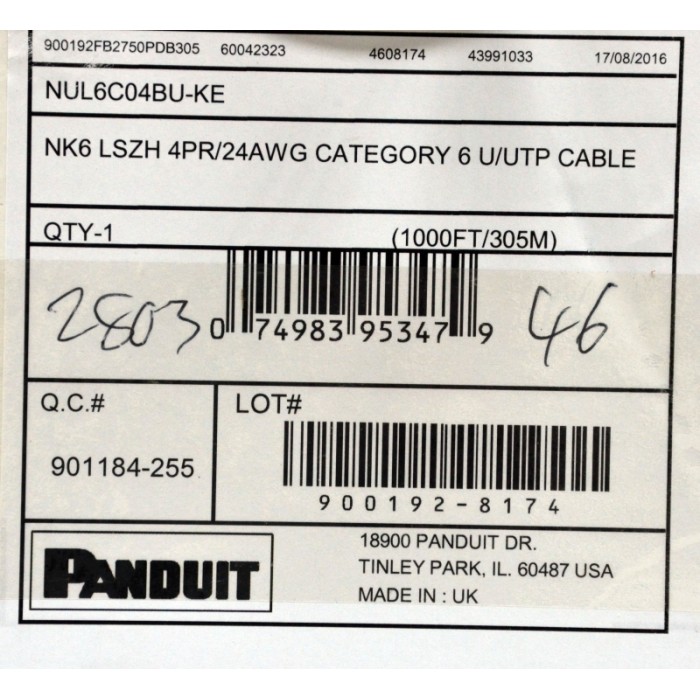 900192FB2750PDB305 60042323 4608174 43991033 17/08/2016
NUL6C04BU-KE
NK6 LSZH 4PR/24AWG CATEGORY 6 U/UTP CABLE
QTY-1 (1000FT/305M)
2803 0 74983 95347 9 46
Q.C.# LOT#
901184-255
900192-8174
PANDUIT
18900 PANDUIT DR.
TINLEY PARK, IL. 60487 USA
MADE IN : UK